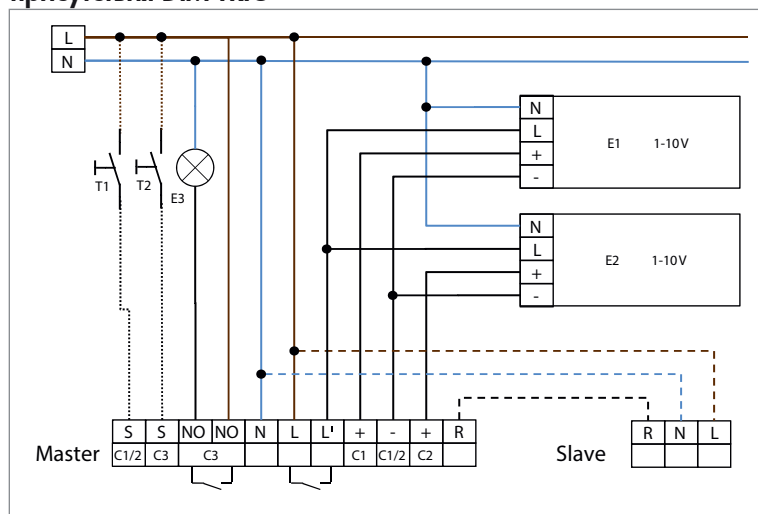 L
N
T1
T2
E3
N
L
+
-
E1 1-10V
N
L
+
-
E2 1-10V
Master
S S NO NO N L L' + - + R
C1/2 C3 C3 C1 C1/2 C2
Slave
R N L